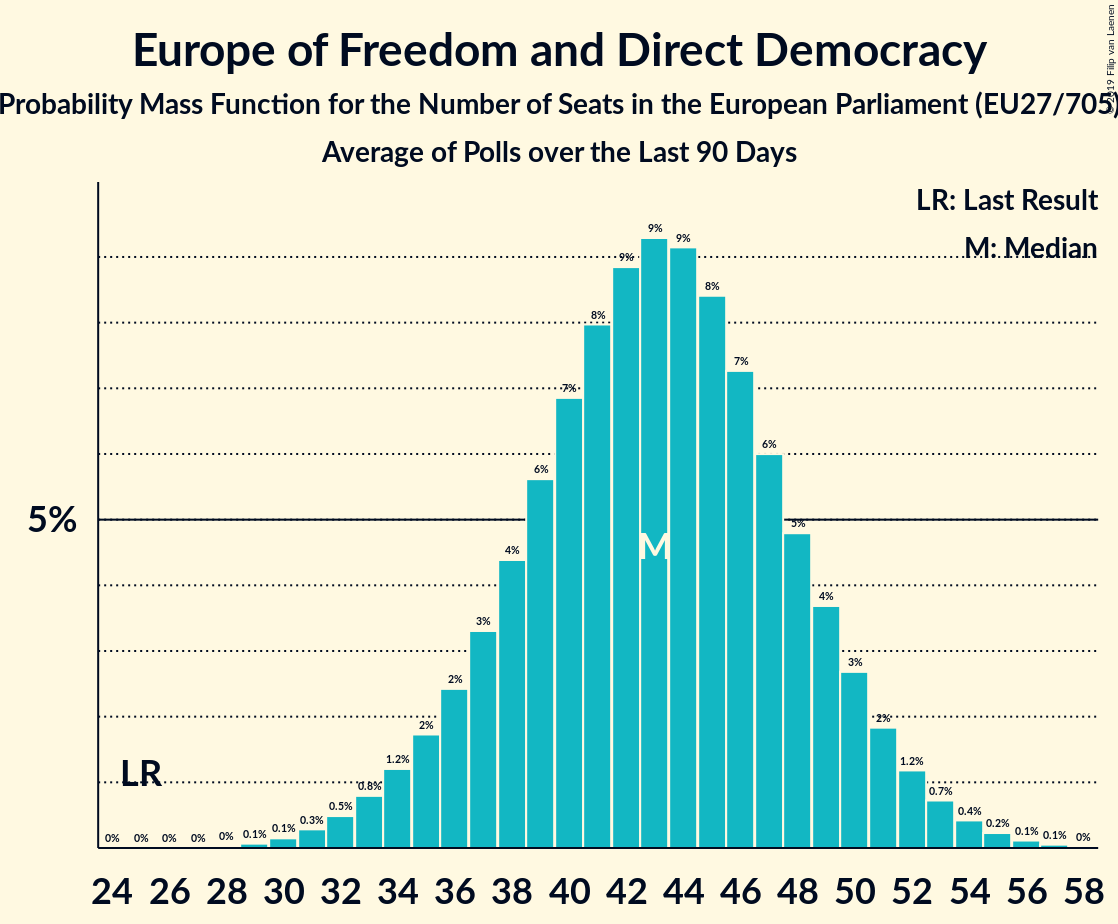 Europe of Freedom and Direct Democracy
Probability Mass Function for the Number of Seats in the European Parliament (EU27/705)
Average of Polls over the Last 90 Days
© 2019 Filip van Laenen
LR: Last Result
M: Median
5%
LR
M
0% 0% 0% 0% 0% 0.1% 0.1% 0.3% 0.5% 0.8% 1.2% 2% 2% 3% 4% 6% 7% 8% 9% 9% 9% 8% 7% 6% 5% 4% 3% 2% 1.2% 0.7% 0.4% 0.2% 0.1% 0.1% 0%
24 26 28 30 32 34 36 38 40 42 44 46 48 50 52 54 56 58